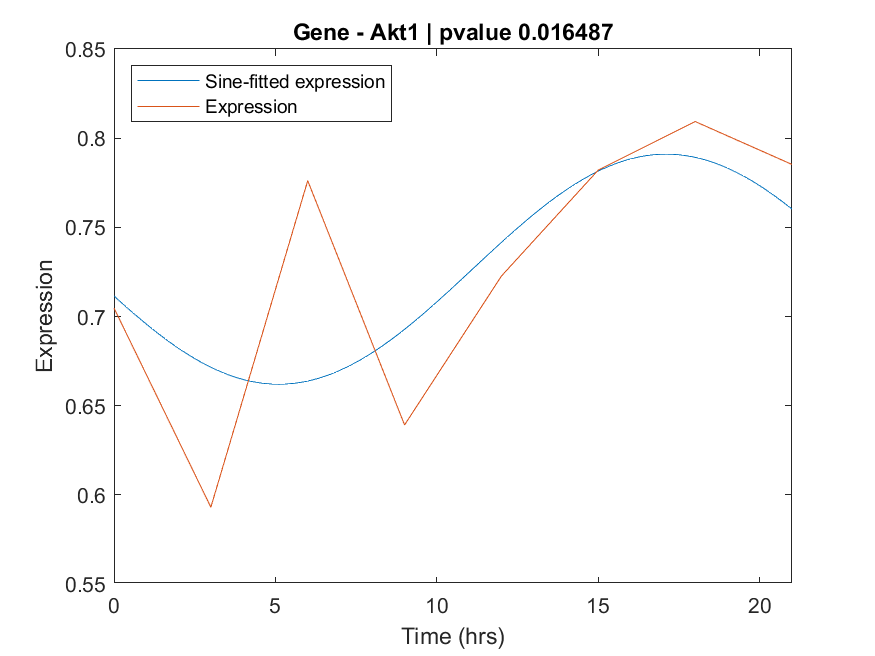 Gene - Akt1 | pvalue 0.016487
Sine-fitted expression
Expression
0.85
0.8
0.75
0.7
0.65
0.6
0.55
Expression
0
5
10
15
20
Time (hrs)